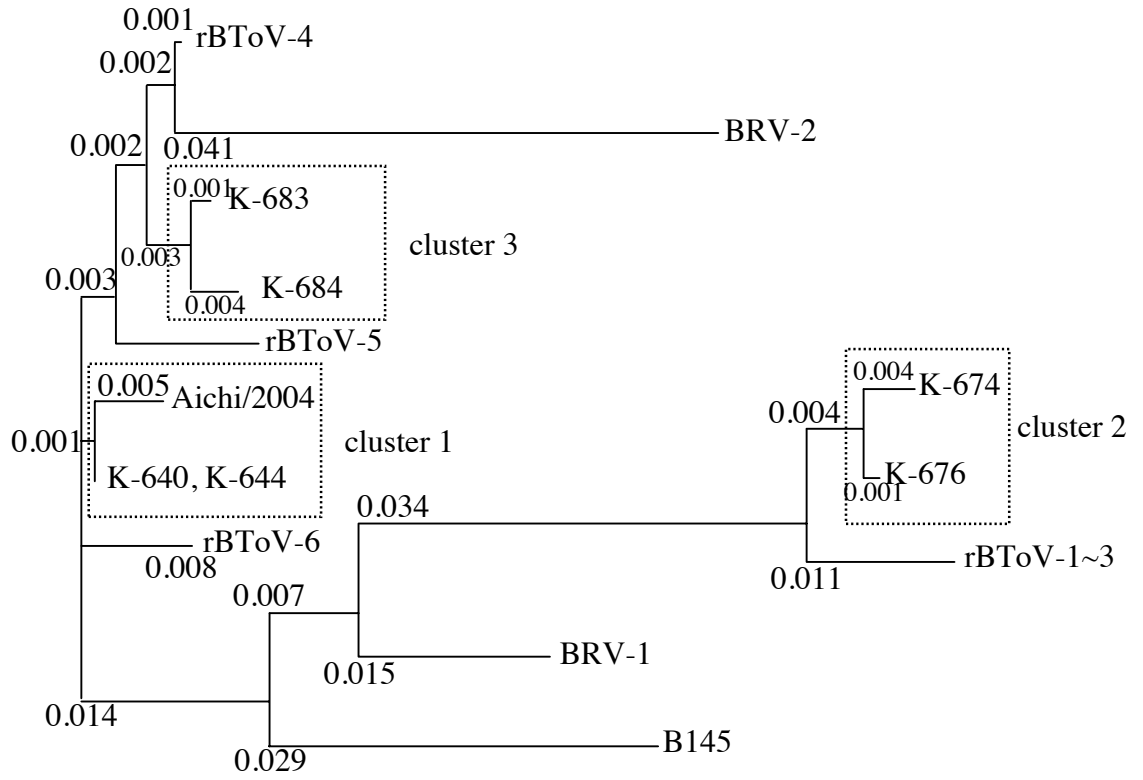 0.001
rBToV-4
0.002
BRV-2
0.002
0.041
0.001
K-683
cluster 3
0.003
0.003
K-684
0.004
rBToV-5
0.005
Aichi/2004
0.004
K-674
0.004
cluster 2
0.001
cluster 1
K-640, K-644
K-676
0.001
0.034
rBToV-6
0.008
rBToV-1~3
0.011
0.007
BRV-1
0.015
0.014
B145
0.029